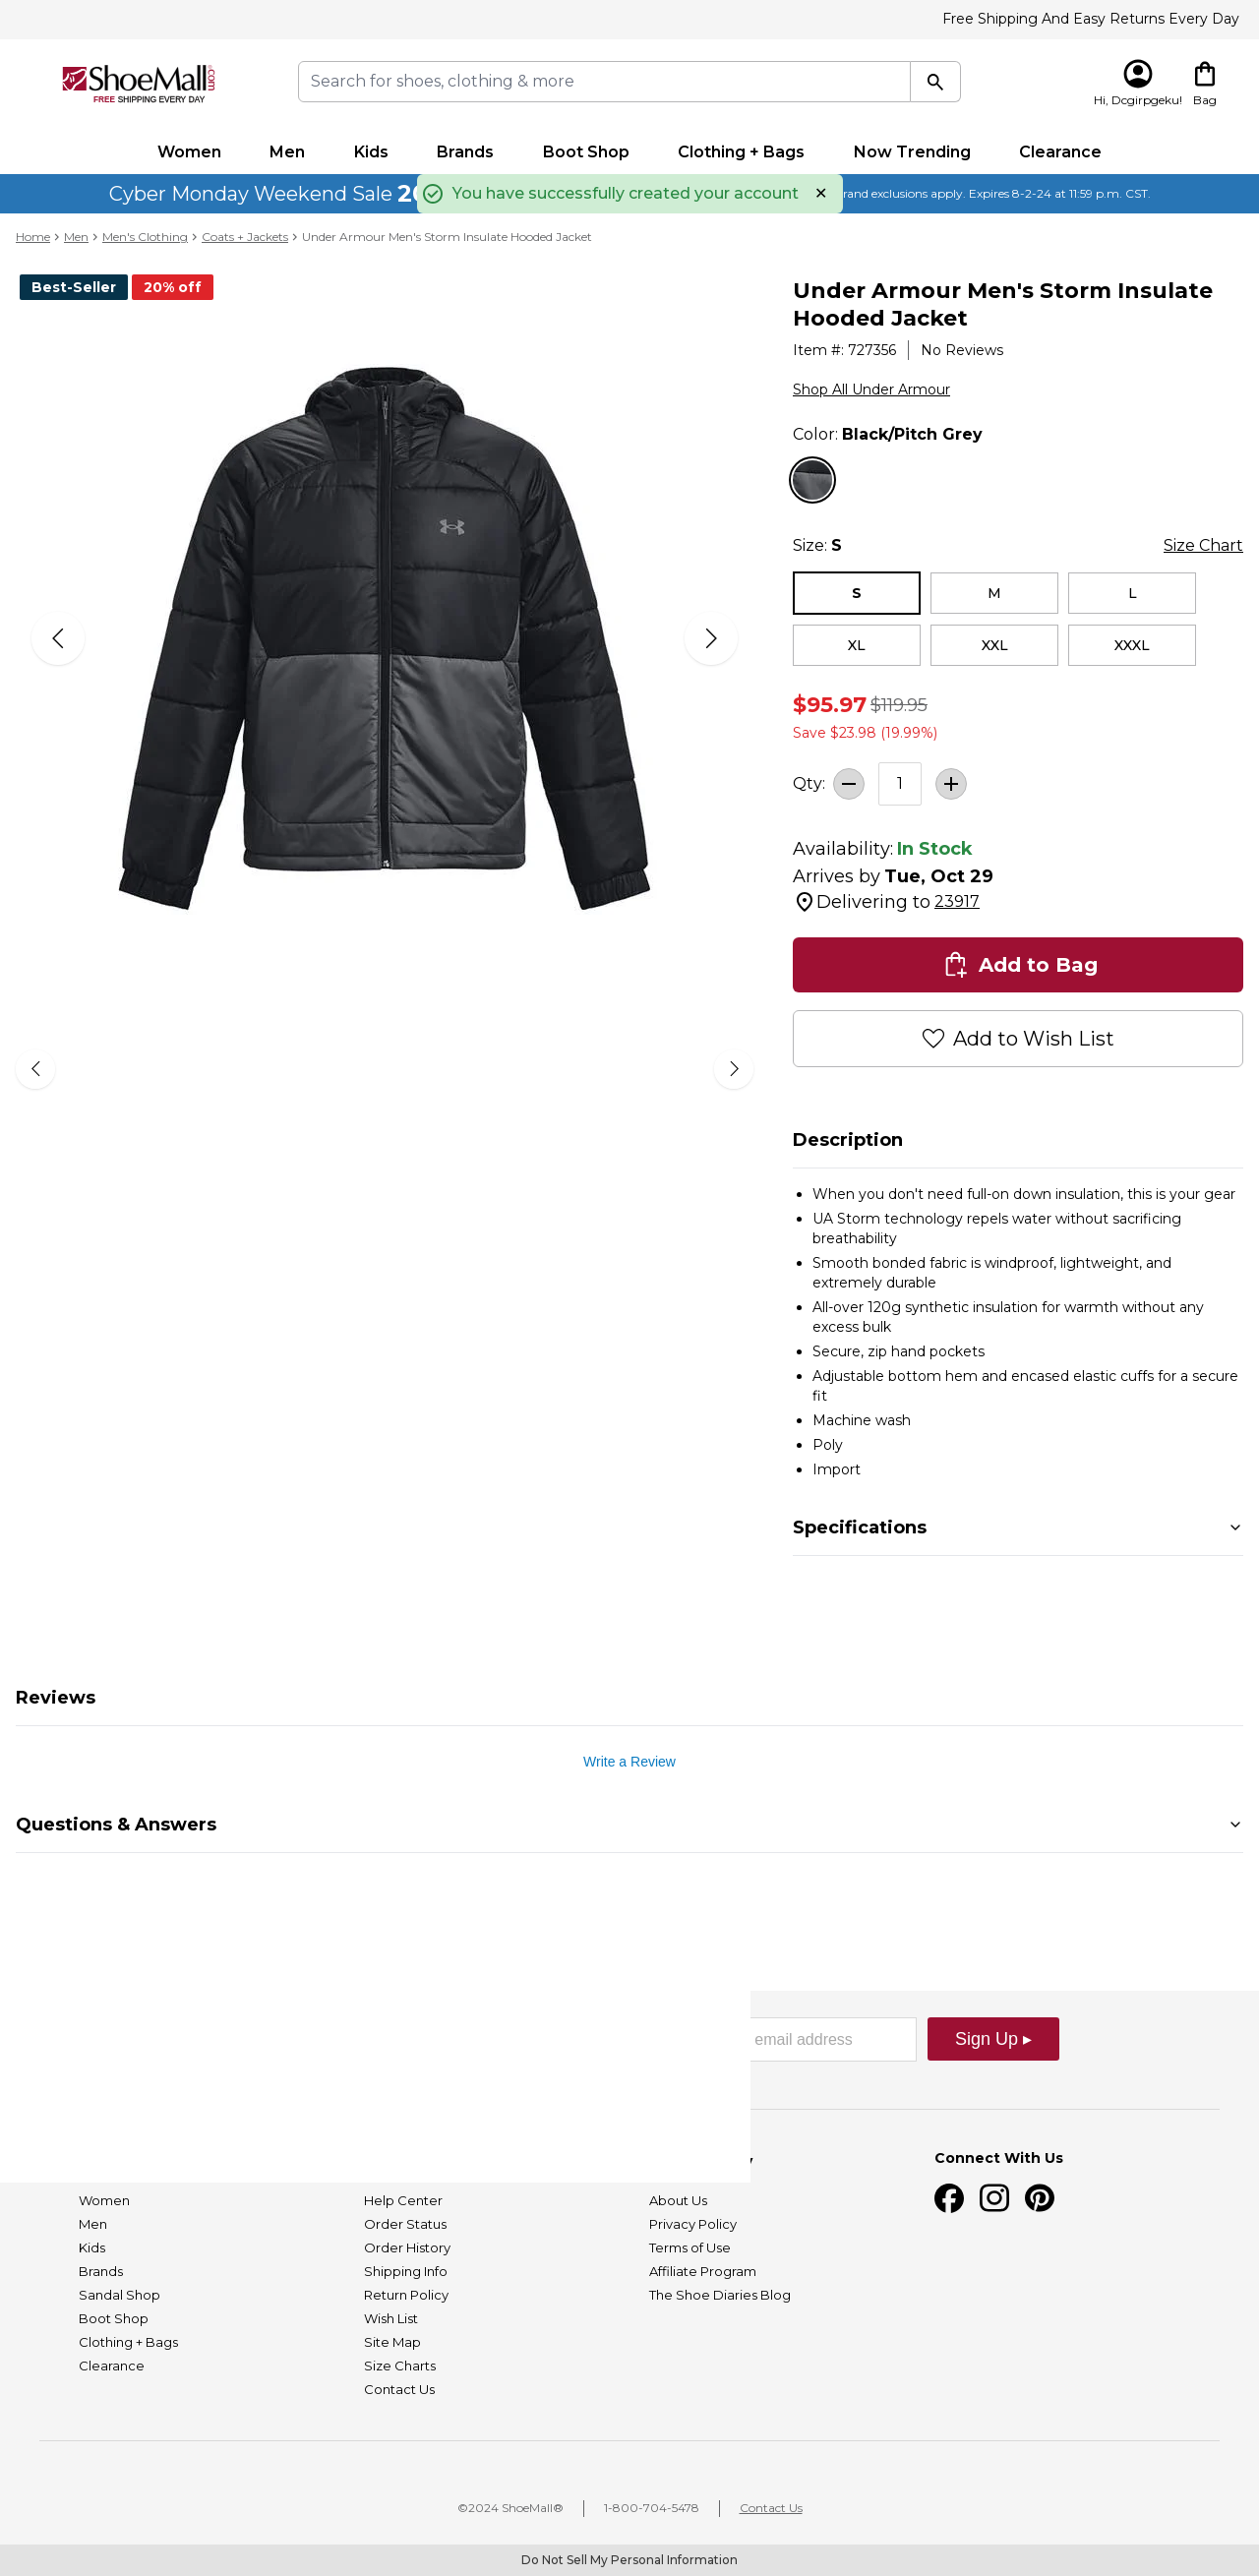 Free Shipping And Easy Returns Every Day
ShoeMall.com
FREE SHIPPING EVERY DAY
Search for shoes, clothing & more
Hi, Dcgirpgeku!
Bag
Women Men Kids Brands Boot Shop Clothing + Bags Now Trending Clearance
Cyber Monday Weekend Sale
You have successfully created your account
exclusions apply. Expires 8-2-24 at 11:59 p.m. CST.
Home > Men > Men's Clothing > Coats + Jackets > Under Armour Men's Storm Insulate Hooded Jacket
Best-Seller
20% off
Under Armour Men's Storm Insulate
Hooded Jacket
Item #: 727356
No Reviews
Shop All Under Armour
Color: Black/Pitch Grey
Size: S
Size Chart
S M L
XL XXL XXXL
$95.97 $119.95
Save $23.98 (19.99%)
Qty: 1
Availability: In Stock
Arrives by Tue, Oct 29
Delivering to 23917
Add to Bag
Add to Wish List
Description
When you don't need full-on down insulation, this is your gear
UA Storm technology repels water without sacrificing
breathability
Smooth bonded fabric is windproof, lightweight, and
extremely durable
All-over 120g synthetic insulation for warmth without any
excess bulk
Secure, zip hand pockets
Adjustable bottom hem and encased elastic cuffs for a secure
fit
Machine wash
Poly
Import
Specifications
Reviews
Write a Review
Questions & Answers
email address
Sign Up ▸
Connect With Us
Women
Men
Kids
Brands
Sandal Shop
Boot Shop
Clothing + Bags
Clearance
Help Center
Order Status
Order History
Shipping Info
Return Policy
Wish List
Site Map
Size Charts
Contact Us
About Us
Privacy Policy
Terms of Use
Affiliate Program
The Shoe Diaries Blog
©2024 ShoeMall®
1-800-704-5478
Contact Us
Do Not Sell My Personal Information